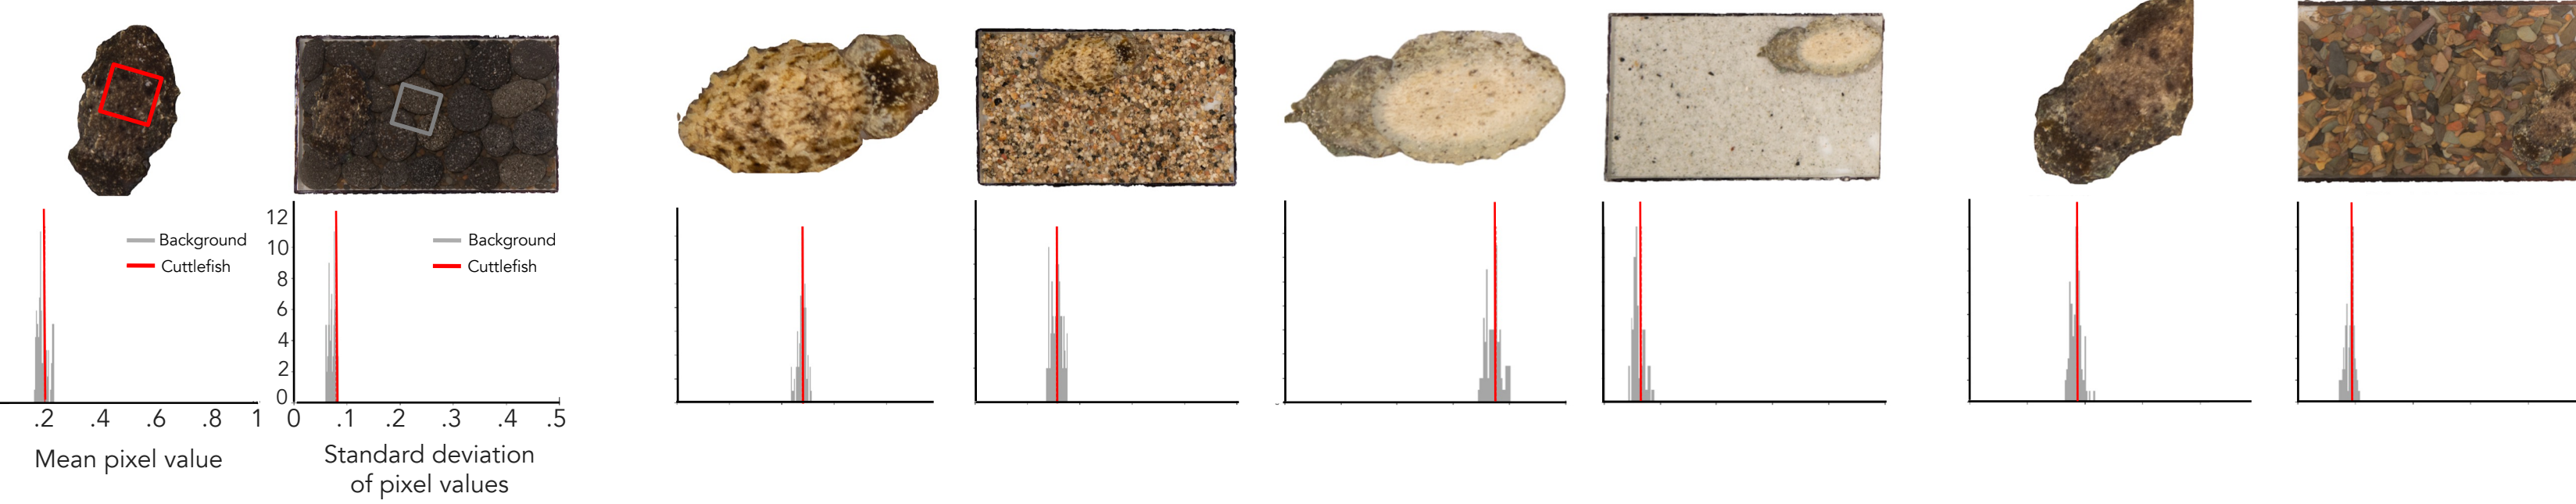 Background
Cuttlefish
.2 .4 .6 .8 1
Mean pixel value
12
10
8
6
4
2
0
Background
Cuttlefish
0 .1 .2 .3 .4 .5
Standard deviation
of pixel values